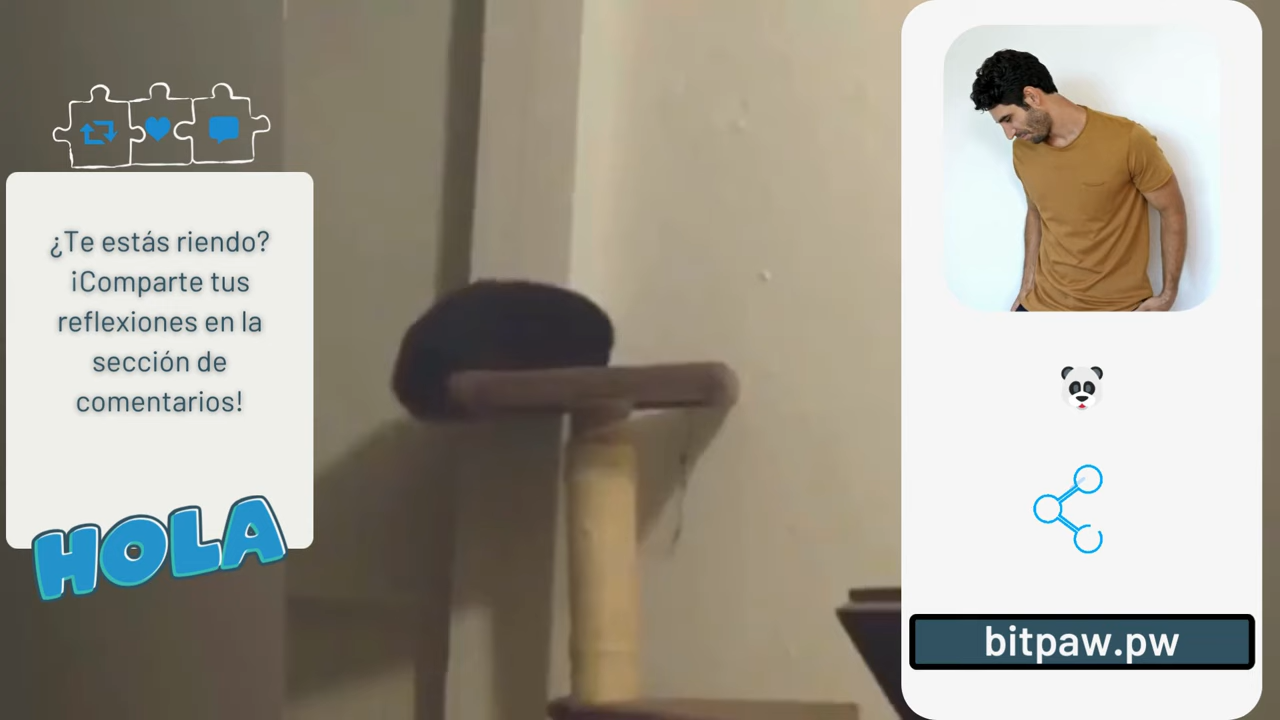 ¿Te estás riendo?
¡Comparte tus
reflexiones en la
sección de
comentarios!
HOLA
bitpaw.pw